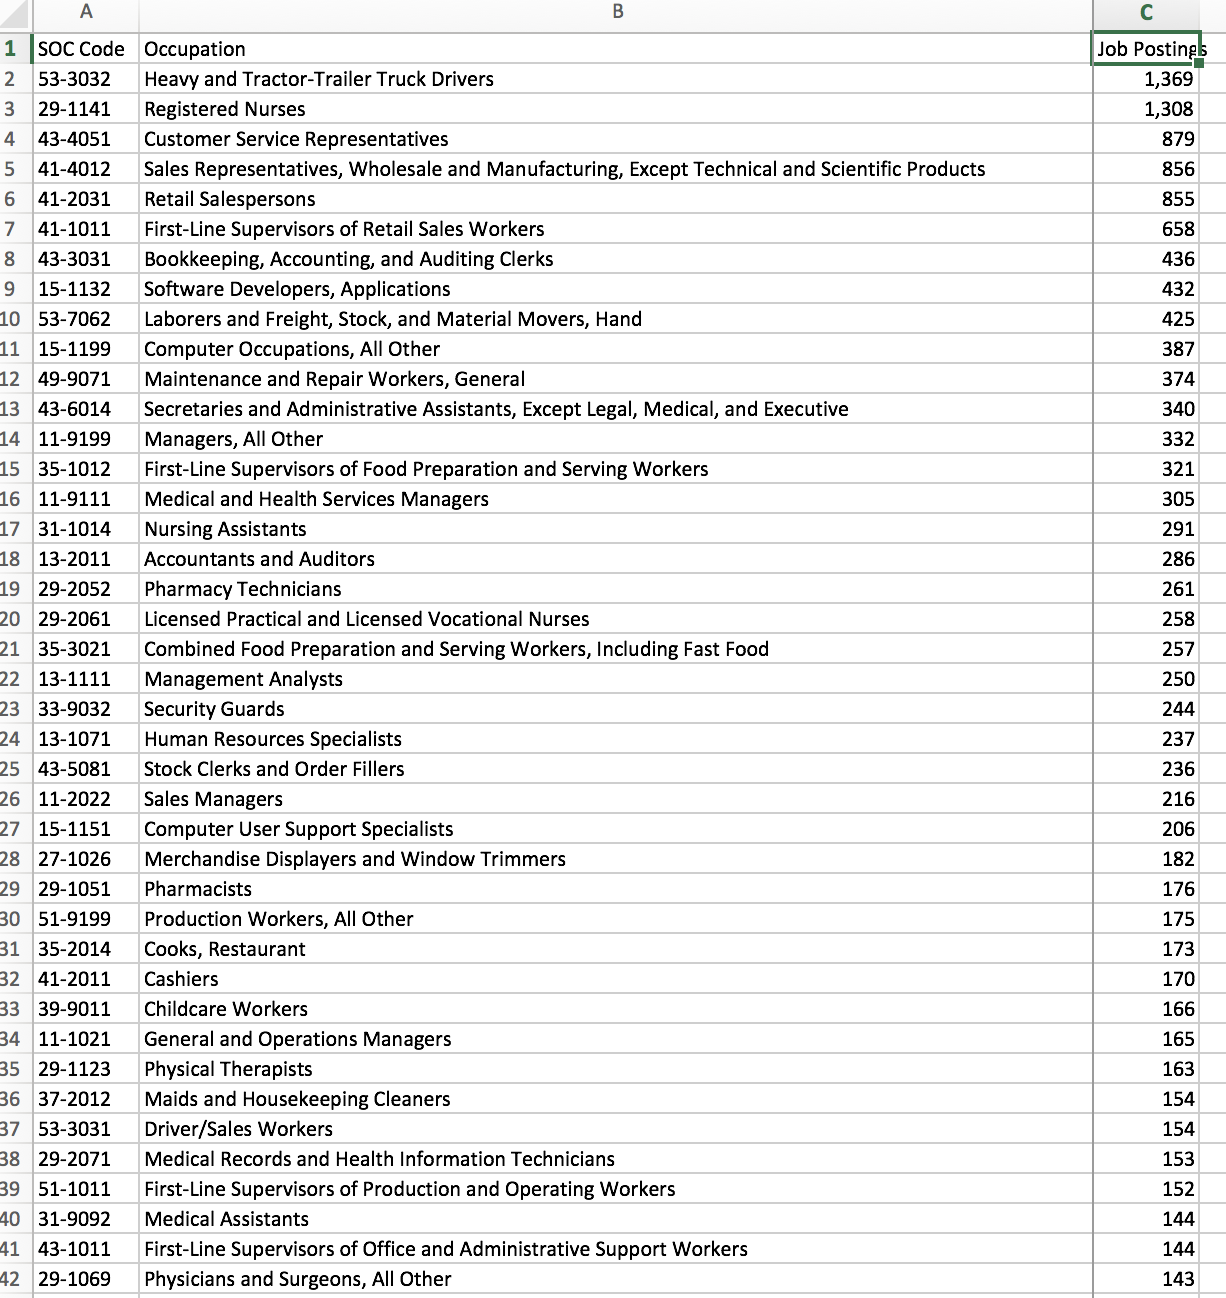 A B C
1 SOC Code Occupation Job Postings
2 53-3032 Heavy and Tractor-Trailer Truck Drivers 1,369
3 29-1141 Registered Nurses 1,308
4 43-4051 Customer Service Representatives 879
5 41-4012 Sales Representatives, Wholesale and Manufacturing, Except Technical and Scientific Products 856
6 41-2031 Retail Salespersons 855
7 41-1011 First-Line Supervisors of Retail Sales Workers 658
8 43-3031 Bookkeeping, Accounting, and Auditing Clerks 436
9 15-1132 Software Developers, Applications 432
10 53-7062 Laborers and Freight, Stock, and Material Movers, Hand 425
11 15-1199 Computer Occupations, All Other 387
12 49-9071 Maintenance and Repair Workers, General 374
13 43-6014 Secretaries and Administrative Assistants, Except Legal, Medical, and Executive 340
14 11-9199 Managers, All Other 332
15 35-1012 First-Line Supervisors of Food Preparation and Serving Workers 321
16 11-9111 Medical and Health Services Managers 305
17 31-1014 Nursing Assistants 291
18 13-2011 Accountants and Auditors 286
19 29-2052 Pharmacy Technicians 261
20 29-2061 Licensed Practical and Licensed Vocational Nurses 258
21 35-3021 Combined Food Preparation and Serving Workers, Including Fast Food 257
22 13-1111 Management Analysts 250
23 33-9032 Security Guards 244
24 13-1071 Human Resources Specialists 237
25 43-5081 Stock Clerks and Order Fillers 236
26 11-2022 Sales Managers 216
27 15-1151 Computer User Support Specialists 206
28 27-1026 Merchandise Displayers and Window Trimmers 182
29 29-1051 Pharmacists 176
30 51-9199 Production Workers, All Other 175
31 35-2014 Cooks, Restaurant 173
32 41-2011 Cashiers 170
33 39-9011 Childcare Workers 166
34 11-1021 General and Operations Managers 165
35 29-1123 Physical Therapists 163
36 37-2012 Maids and Housekeeping Cleaners 154
37 53-3031 Driver/Sales Workers 154
38 29-2071 Medical Records and Health Information Technicians 153
39 51-1011 First-Line Supervisors of Production and Operating Workers 152
40 31-9092 Medical Assistants 144
41 43-1011 First-Line Supervisors of Office and Administrative Support Workers 144
42 29-1069 Physicians and Surgeons, All Other 143